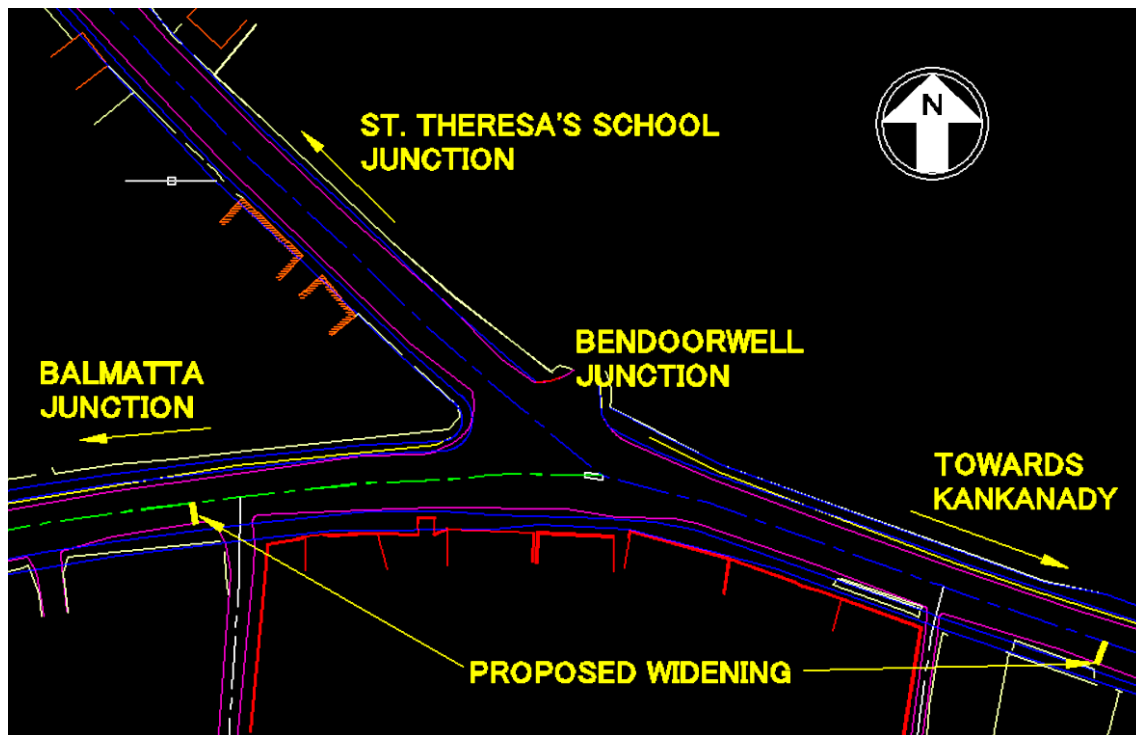 N
ST. THERESA'S SCHOOL
JUNCTION
BENDOORWELL
JUNCTION
BALMATTA
JUNCTION
TOWARDS
KANKANADY
PROPOSED WIDENING